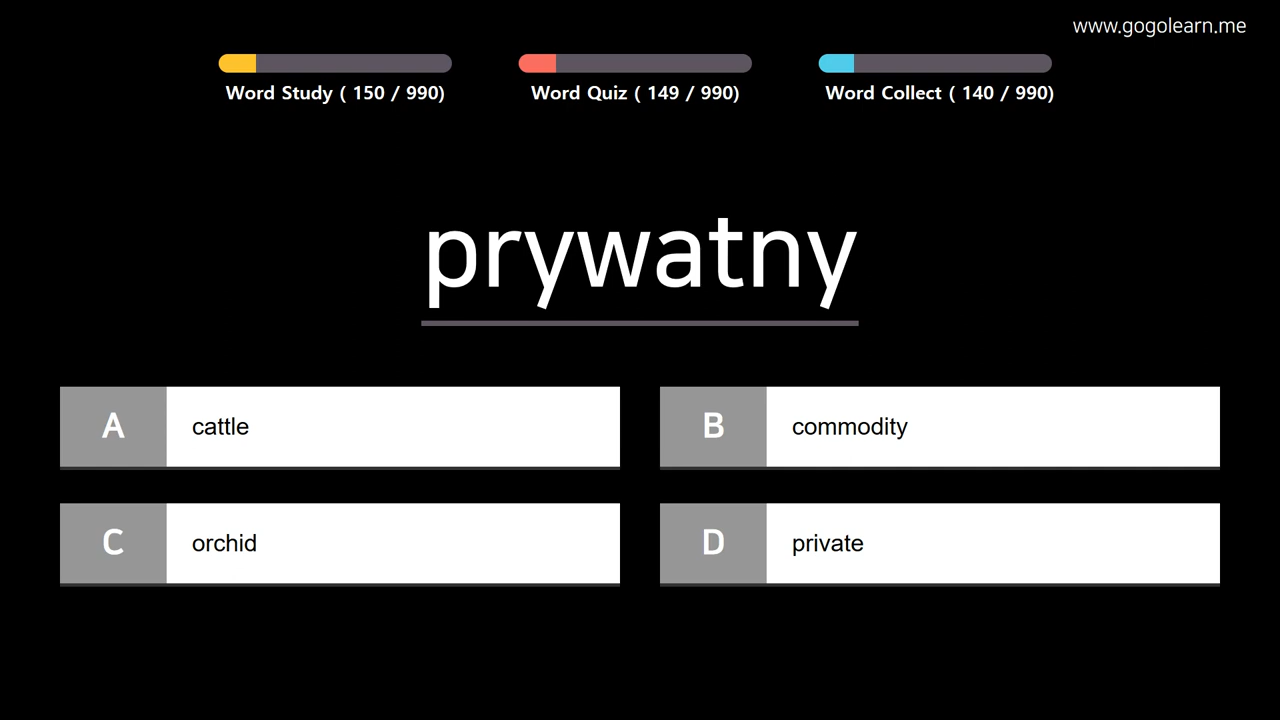 www.gogolearn.me
Word Study ( 150 / 990)
Word Quiz ( 149 / 990)
Word Collect ( 140 / 990)
prywatny
A
cattle
B
commodity
C
orchid
D
private